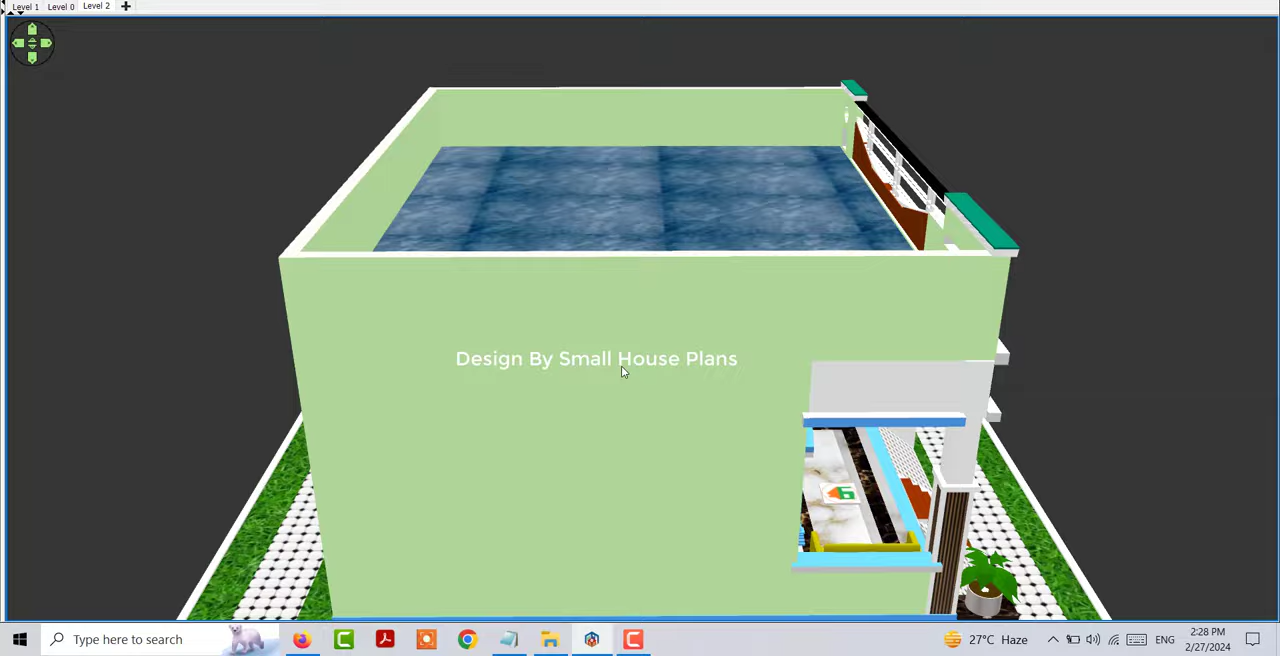 Level 1 Level 0 Level 2
Design By Small House Plans
Type here to search
27°C Haze
ENG
2:28 PM
2/27/2024